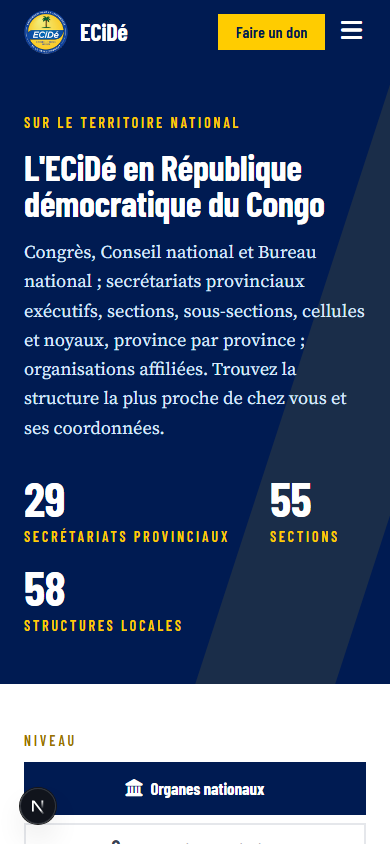 ECiDé
ECiDé
Faire un don
SUR LE TERRITOIRE NATIONAL
L'ECiDé en République
démocratique du Congo
Congrès, Conseil national et Bureau
national ; secrétariats provinciaux
exécutifs, sections, sous-sections, cellules
et noyaux, province par province ;
organisations affiliées. Trouvez la
structure la plus proche de chez vous et
ses coordonnées.
29
SECRÉTARIATS PROVINCIAUX
55
SECTIONS
58
STRUCTURES LOCALES
NIVEAU
Organes nationaux
N